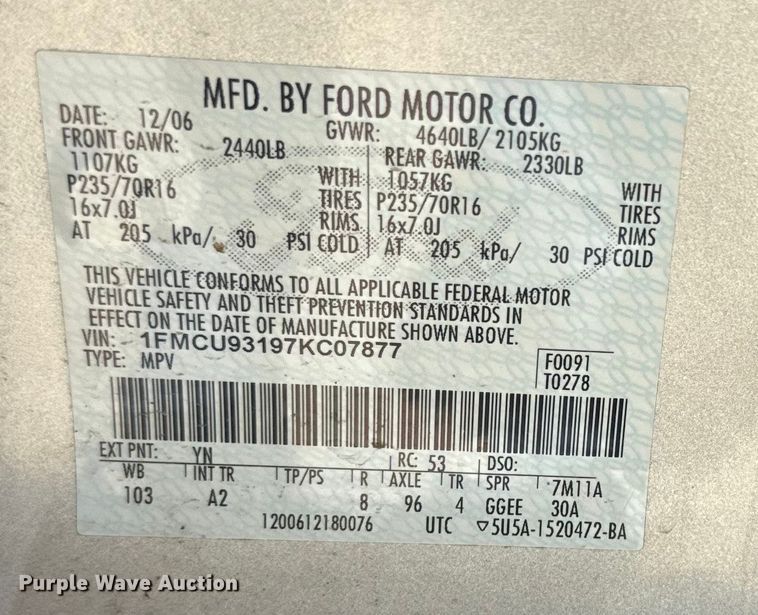 MFD. BY FORD MOTOR CO.
DATE: 12/06 GVWR: 4640LB/ 2105KG
FRONT GAWR: 2440LB REAR GAWR: 2330LB
1107KG WITH 1057KG WITH
P235/70R16 TIRES P235/70R16 TIRES
16x7.0J RIMS 16x7.0J RIMS
AT 205 kPa/ 30 PSI COLD AT 205 kPa/ 30 PSI COLD
THIS VEHICLE CONFORMS TO ALL APPLICABLE FEDERAL MOTOR
VEHICLE SAFETY AND THEFT PREVENTION STANDARDS IN
EFFECT ON THE DATE OF MANUFACTURE SHOWN ABOVE.
VIN: 1FMCU93197KC07877
TYPE: MPV F0091
T0278
EXT PNT: YN RC: 53 DSO:
WB INT TR TP/PS R AXLE TR SPR 7M11A
103 A2 8 96 4 GGEE 30A
1200612180076 UTC ▽5U5A-1520472-BA
Purple Wave Auction